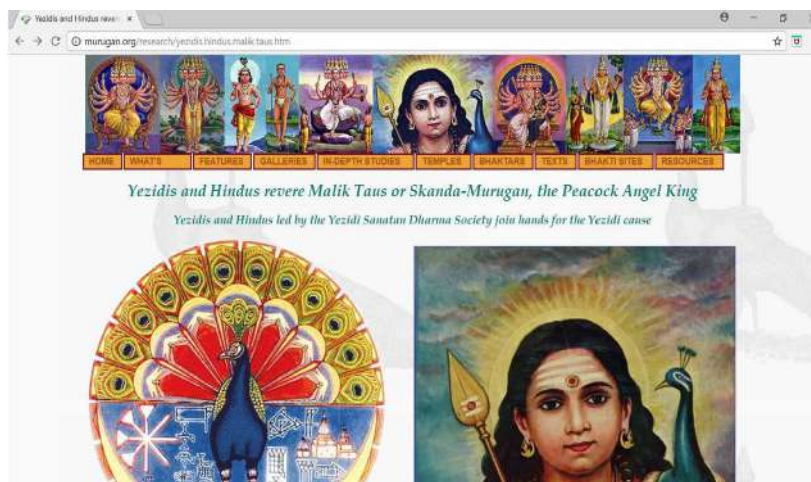 Yezidis and Hindus rever
murugan.org/research/yezidis.hindus.malik.taus.htm
HOME WHAT'S FEATURES GALLERIES IN-DEPTH STUDIES TEMPLES BHAKTARS TEXTS BHAKTI SITES RESOURCES
Yezidis and Hindus revere Malik Taus or Skanda-Murugan, the Peacock Angel King
Yezidis and Hindus led by the Yezidi Sanatan Dharma Society join hands for the Yezidi cause